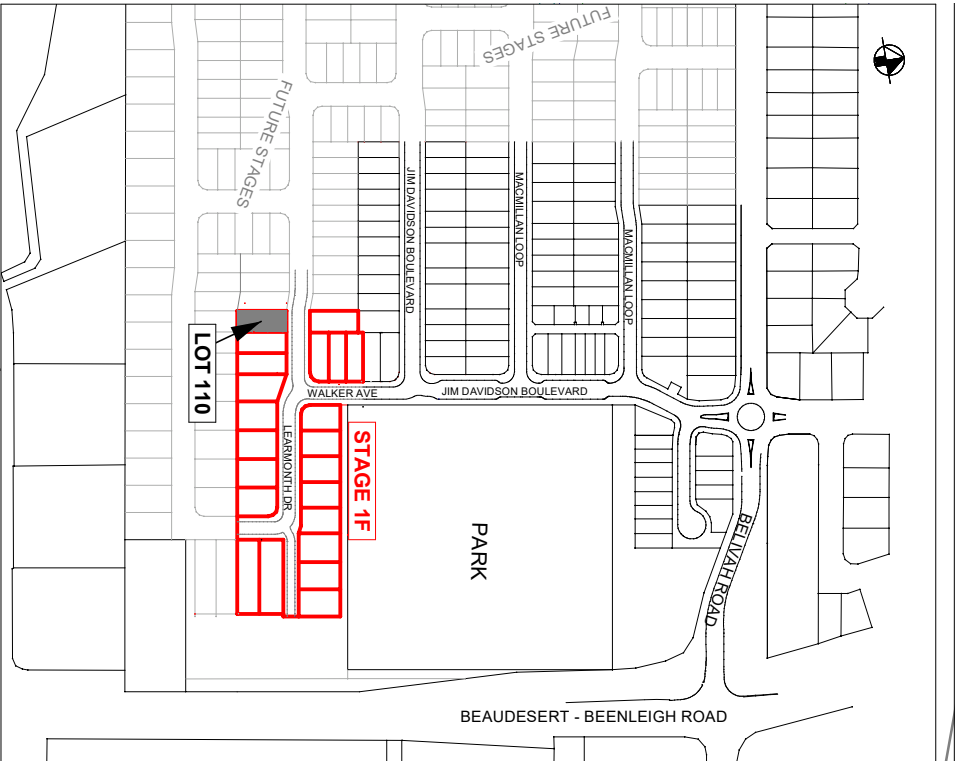 FUTURE STAGES
FUTURE STAGES
JIM DAVIDSON BOULEVARD
MACMILLAN LOOP
MACMILLAN LOOP
LOT 110
WALKER AVE
JIM DAVIDSON BOULEVARD
LEARMONTH DR
STAGE 1F
PARK
BELIVAH ROAD
BEAUDESERT - BEENLEIGH ROAD